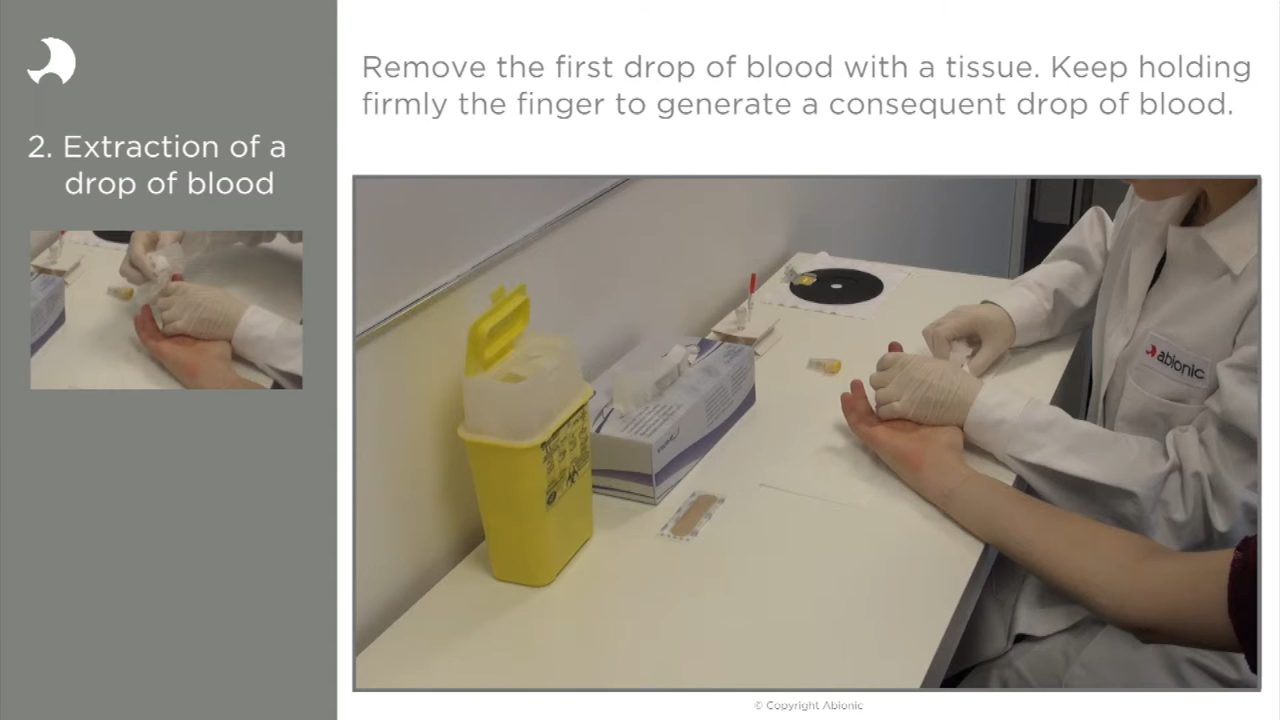 Remove the first drop of blood with a tissue. Keep holding
firmly the finger to generate a consequent drop of blood.
2. Extraction of a
drop of blood
abionic
© Copyright Abionic